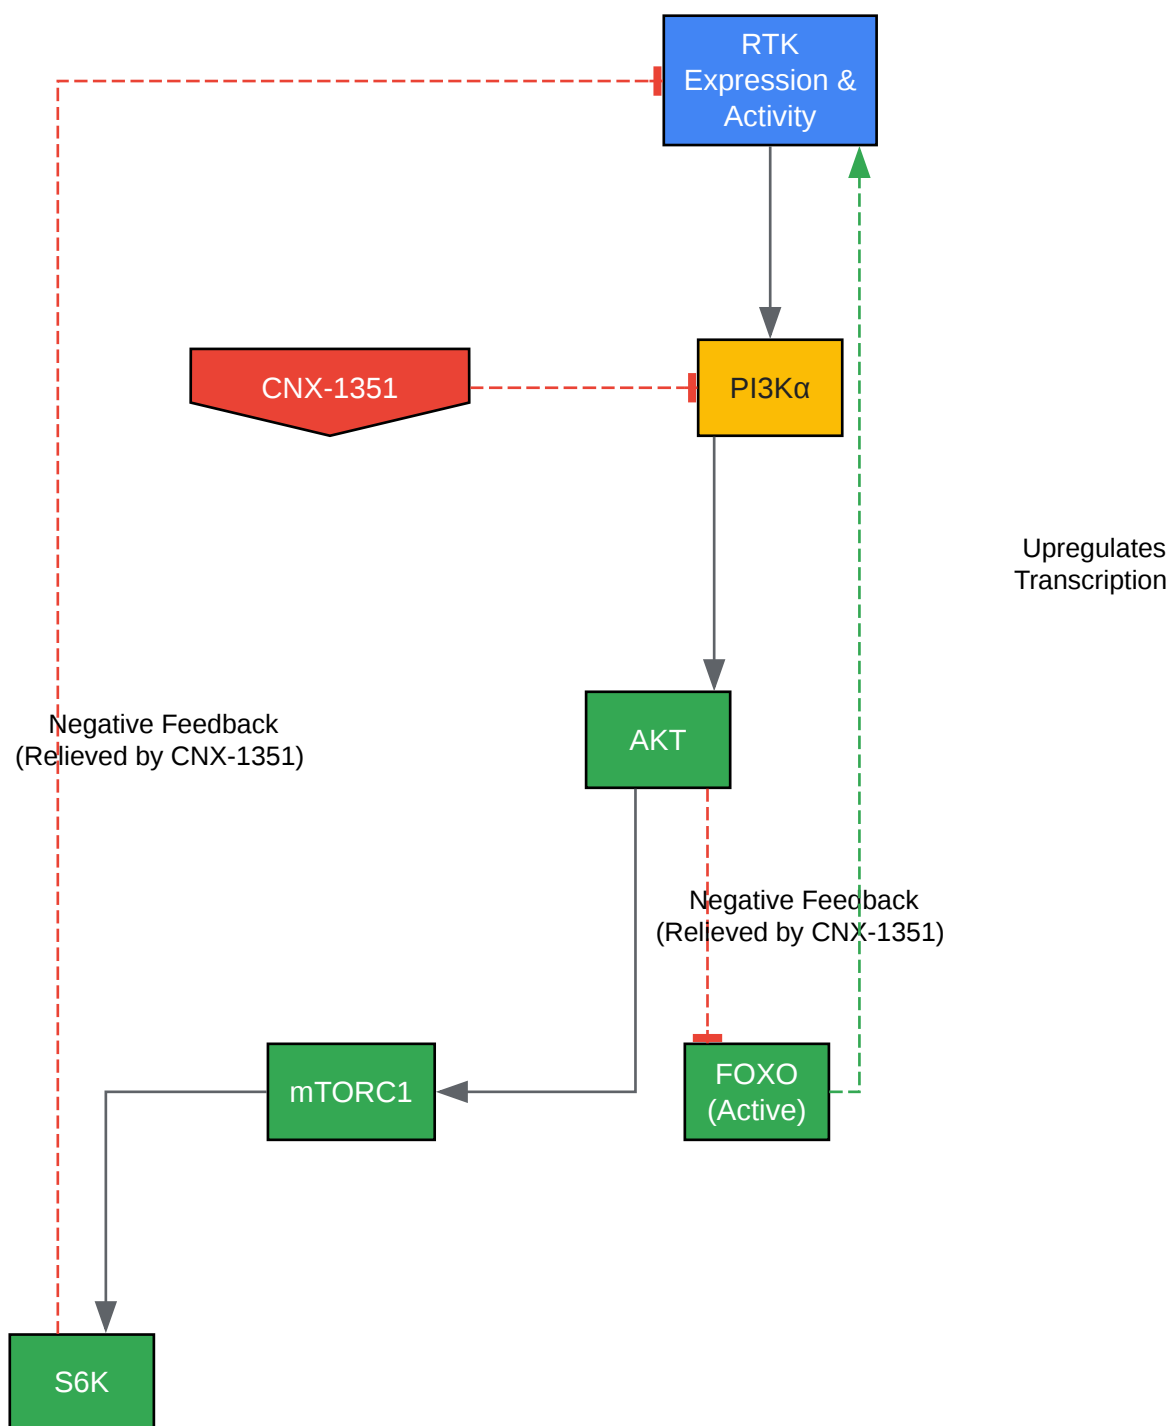 RTK
Expression &
Activity
CNX-1351
PI3Kα
Upregulates
Transcription
Negative Feedback
(Relieved by CNX-1351)
AKT
Negative Feedback
(Relieved by CNX-1351)
mTORC1
FOXO
(Active)
S6K